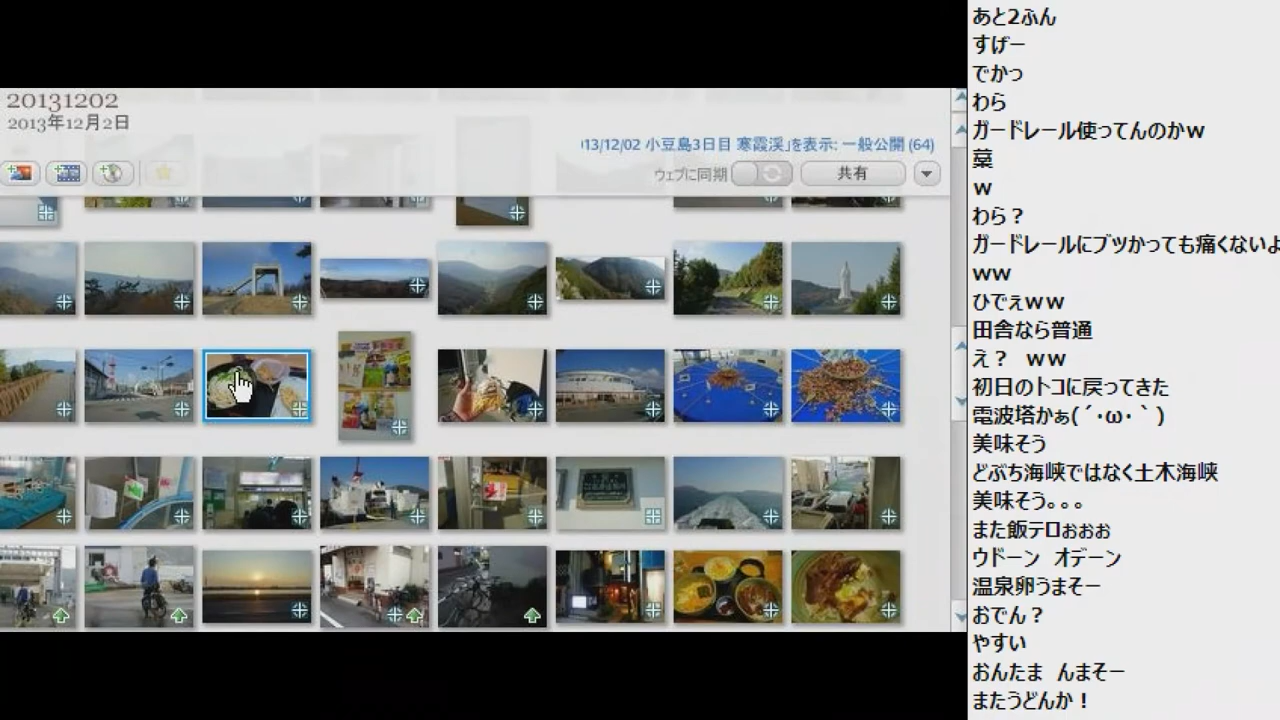 20131202
2013年12月2日
13/12/02 小豆島3日目 寒霞渓」を表示: 一般公開 (64)
ウェブに同期
共有
あと2ふん
すげー
でかっ
わら
ガードレール使ってんのかｗ
藁
ｗ
わら？
ガードレールにブツかっても痛くないよ
ｗｗ
ひでぇｗｗ
田舎なら普通
え？ ｗｗ
初日のトコに戻ってきた
電波塔かぁ(´･ω･｀)
美味そう
どぶち海峡ではなく土木海峡
美味そう。。。
また飯テロぉぉぉ
ウドーン オデーン
温泉卵うまそー
おでん？
やすい
おんたま んまそー
またうどんか！